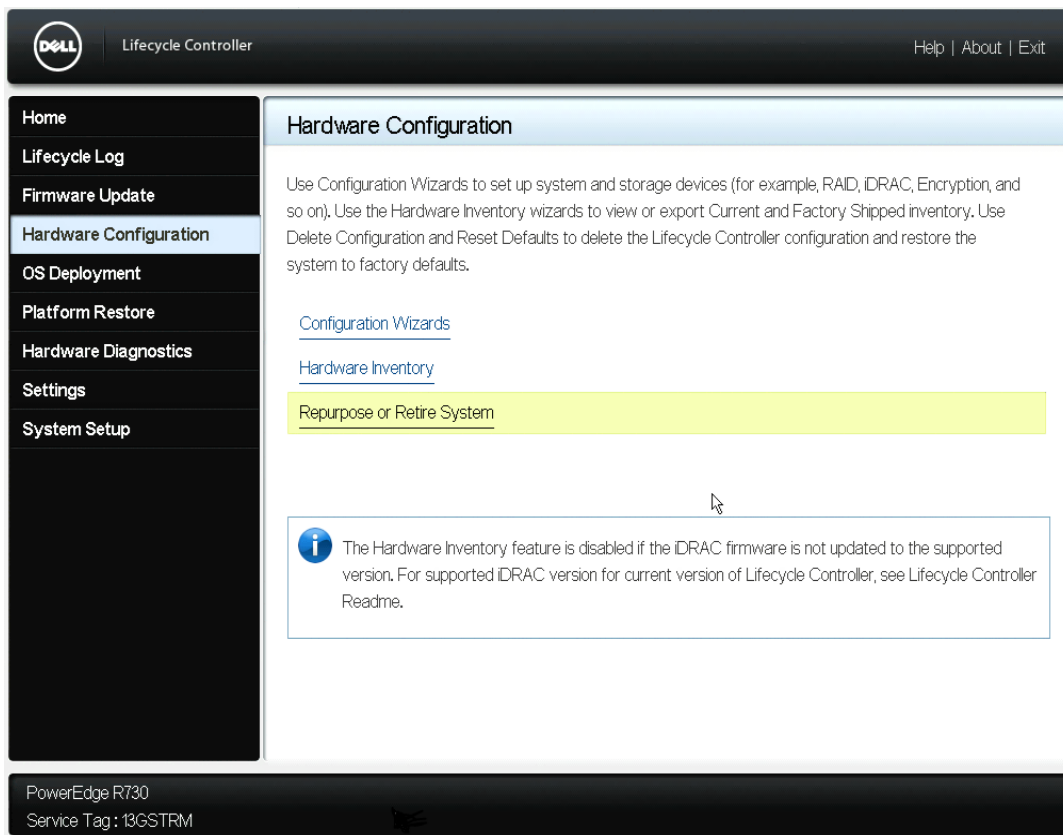 DELL
Lifecycle Controller
Help | About | Exit
Home
Lifecycle Log
Firmware Update
Hardware Configuration
OS Deployment
Platform Restore
Hardware Diagnostics
Settings
System Setup
Hardware Configuration
Use Configuration Wizards to set up system and storage devices (for example, RAID, iDRAC, Encryption, and
so on). Use the Hardware Inventory wizards to view or export Current and Factory Shipped inventory. Use
Delete Configuration and Reset Defaults to delete the Lifecycle Controller configuration and restore the
system to factory defaults.
Configuration Wizards
Hardware Inventory
Repurpose or Retire System
The Hardware Inventory feature is disabled if the iDRAC firmware is not updated to the supported
version. For supported iDRAC version for current version of Lifecycle Controller, see Lifecycle Controller
Readme.
PowerEdge R730
Service Tag : 13GSTRM